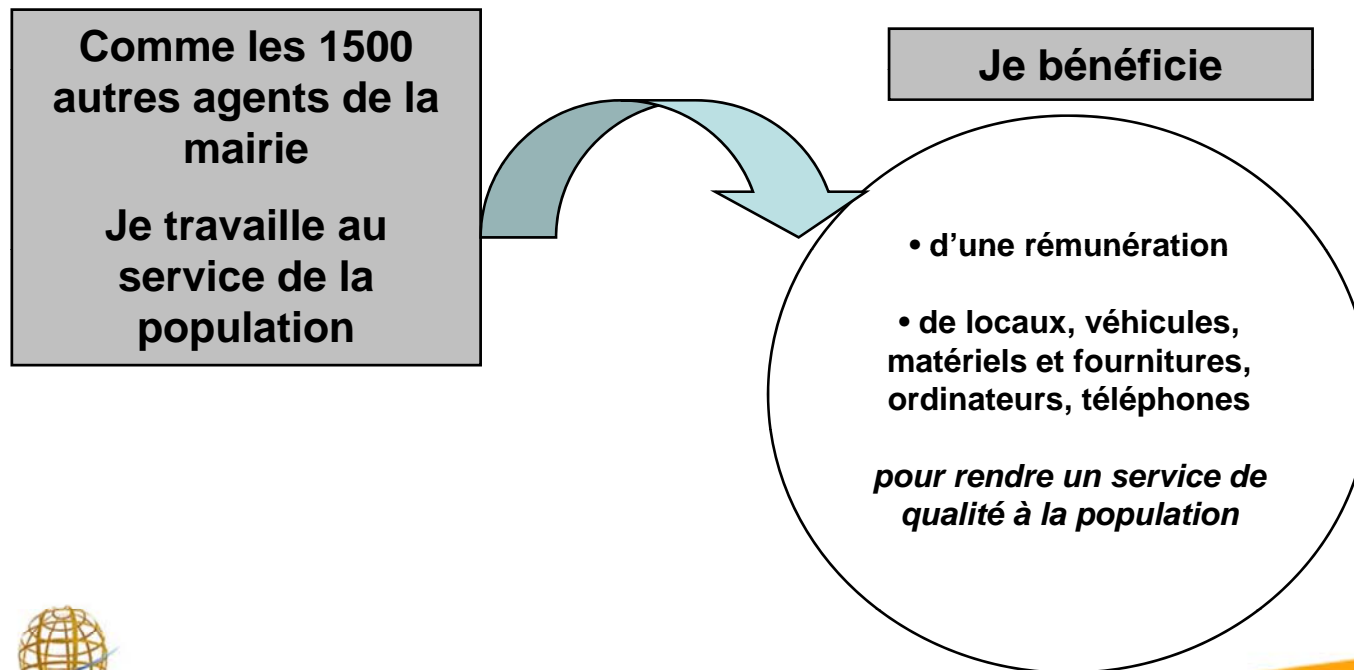 Comme les 1500
autres agents de la
mairie
Je travaille au
service de la
population
Je bénéficie
• d’une rémunération
• de locaux, véhicules,
matériels et fournitures,
ordinateurs, téléphones
pour rendre un service de
qualité à la population